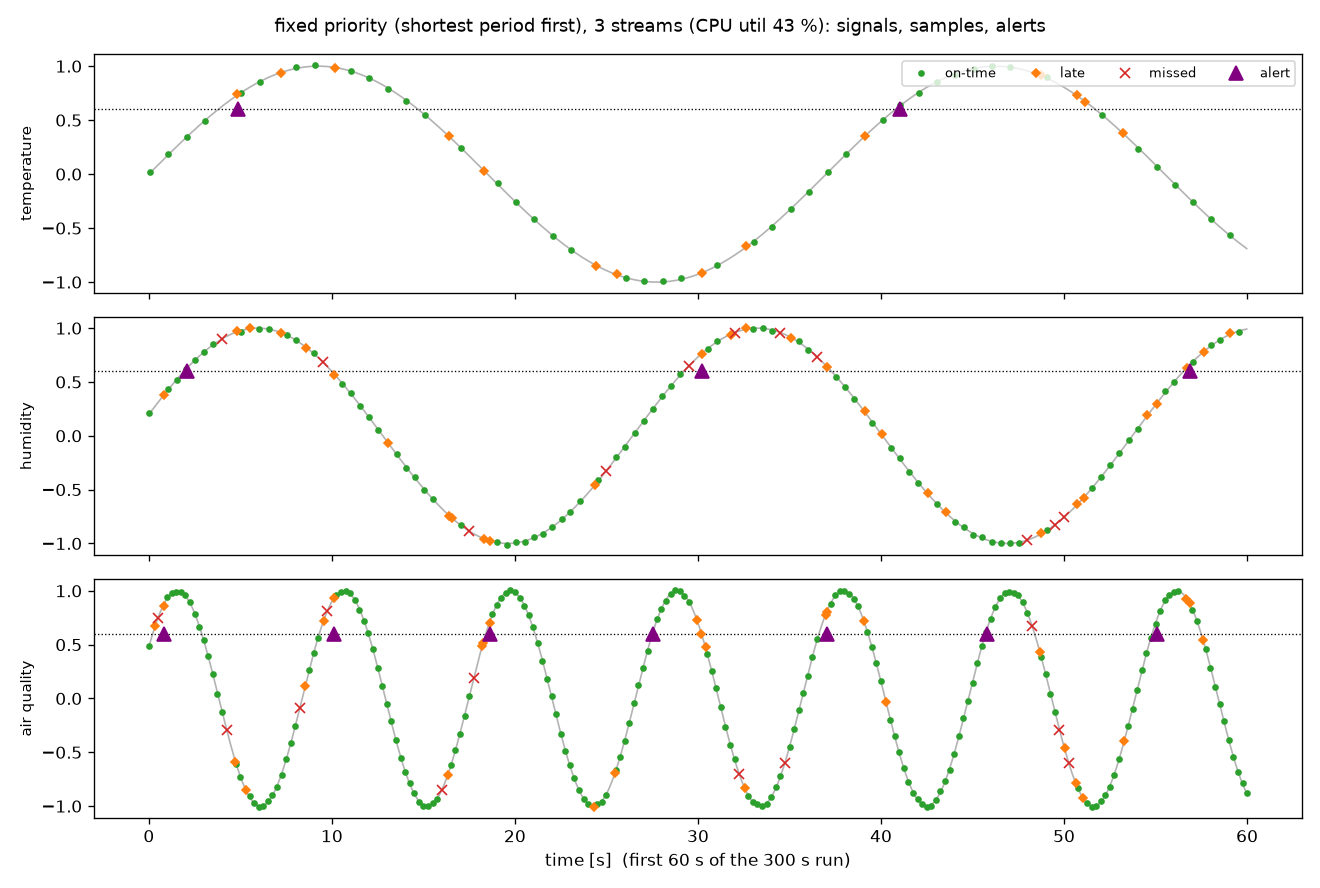 fixed priority (shortest period first), 3 streams (CPU util 43 %): signals, samples, alerts
on-time late missed alert
temperature
1.0
0.5
0.0
−0.5
−1.0
humidity
1.0
0.5
0.0
−0.5
−1.0
air quality
1.0
0.5
0.0
−0.5
−1.0
0 10 20 30 40 50 60
time [s]  (first 60 s of the 300 s run)